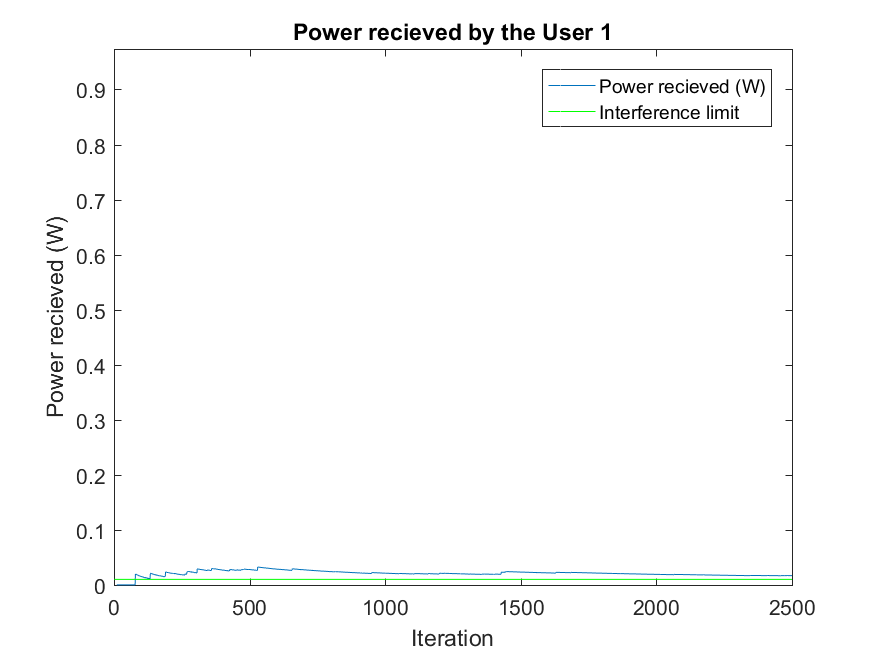 Power recieved by the User 1
Power recieved (W)
Interference limit
Power recieved (W)
0.9
0.8
0.7
0.6
0.5
0.4
0.3
0.2
0.1
0
0 500 1000 1500 2000 2500
Iteration